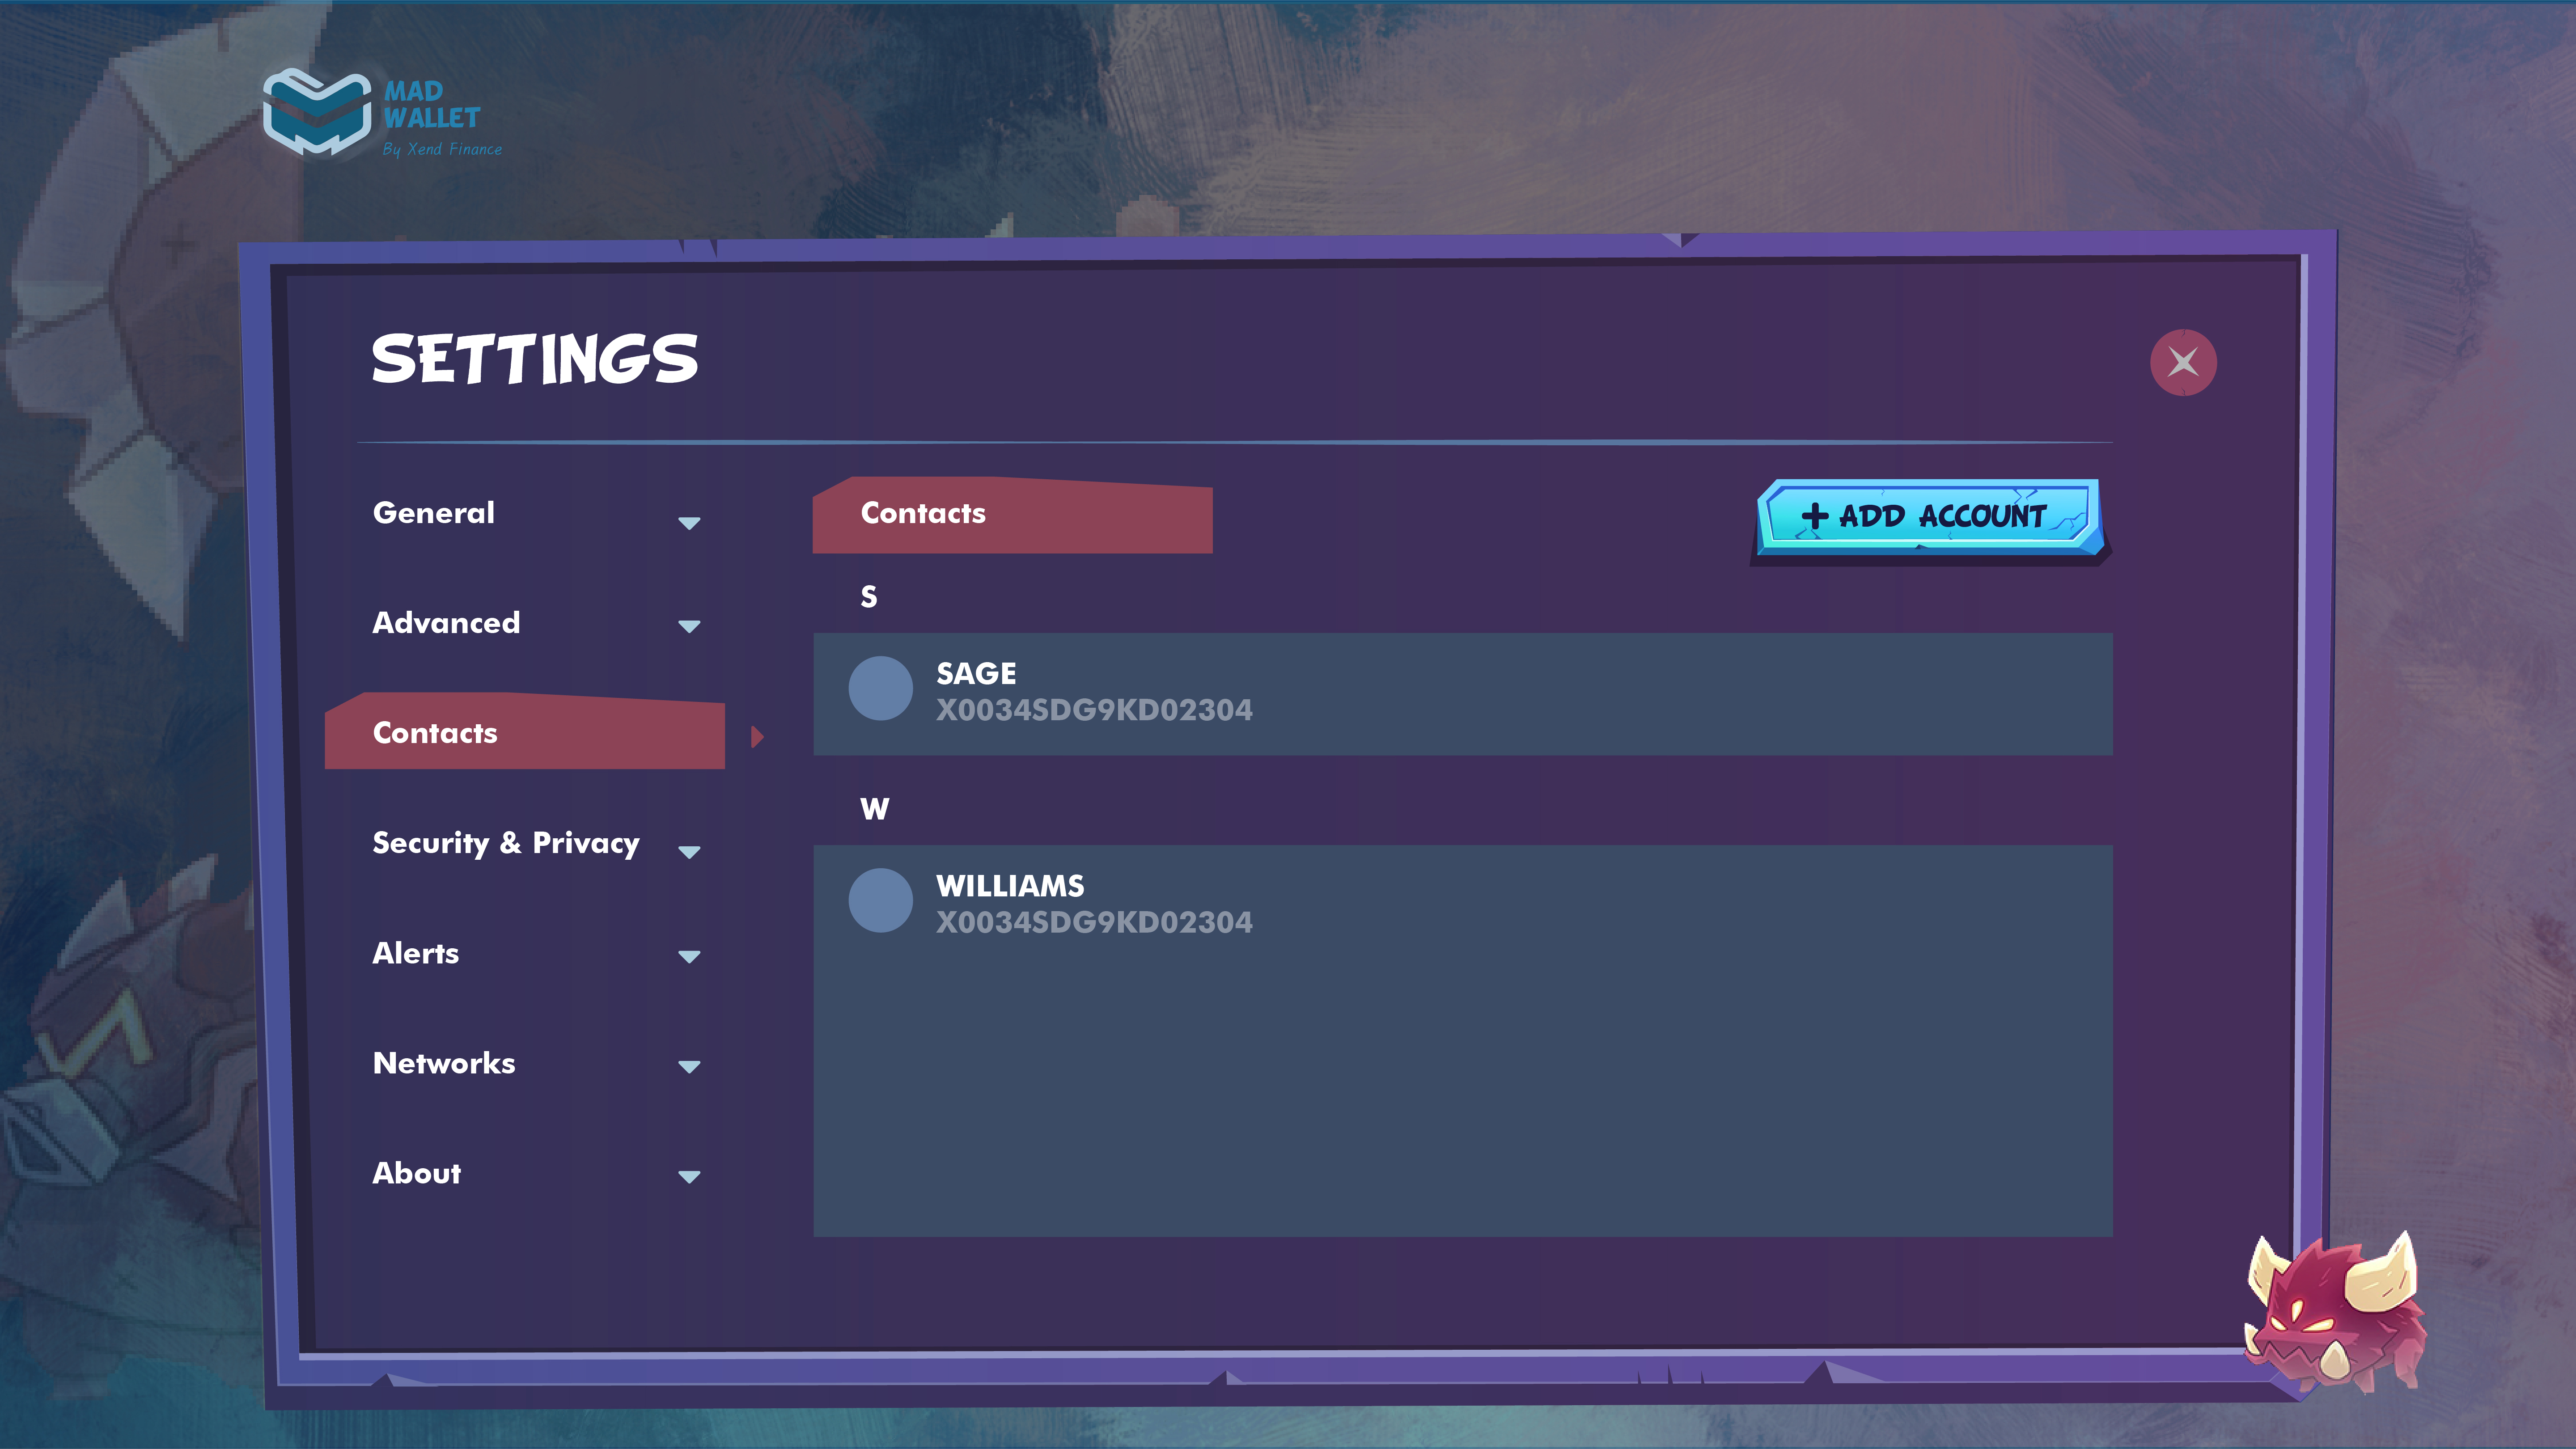 MAD
WALLET
By Xend Finance
SETTINGS
General
Advanced
Contacts
Security & Privacy
Alerts
Networks
About
Contacts
+ ADD ACCOUNT
S
SAGE
X0034SDG9KD02304
W
WILLIAMS
X0034SDG9KD02304